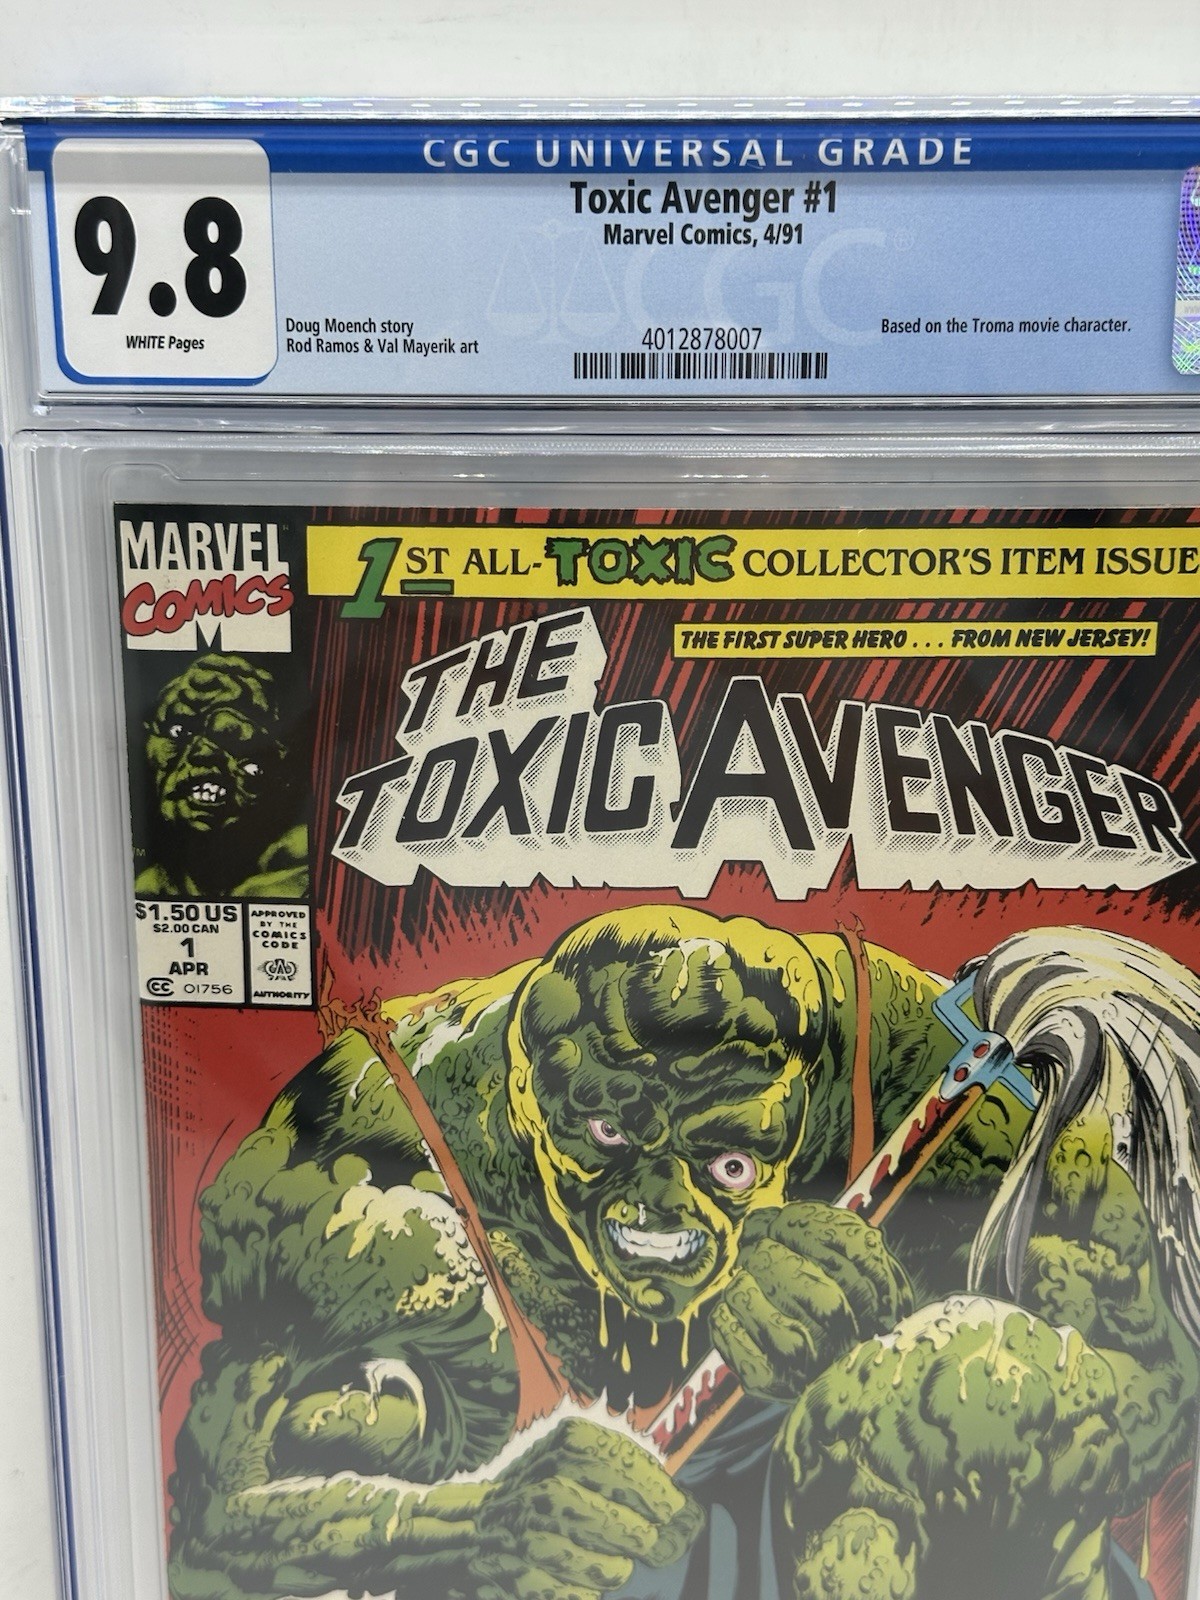 CGC UNIVERSAL GRADE
9.8
WHITE Pages
Toxic Avenger #1
Marvel Comics, 4/91
CGC
Doug Moench story
Rod Ramos & Val Mayerik art
4012878007
Based on the Troma movie character.
MARVEL
COMICS
M
1ST ALL-TOXIC COLLECTOR'S ITEM ISSUE
THE FIRST SUPER HERO . . . FROM NEW JERSEY!
THE
TOXIC AVENGER
$1.50 US
$2.00 CAN
1
APR
CC 01756
APPROVED
BY THE
COMICS
CODE
AUTHORITY